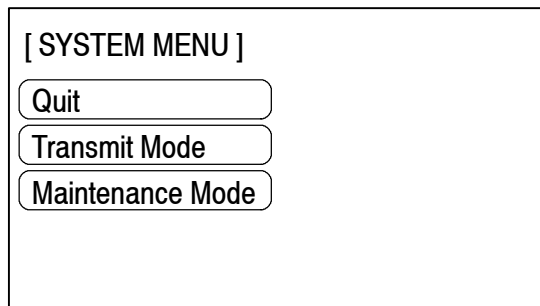 [ SYSTEM MENU ]
Quit
Transmit Mode
Maintenance Mode